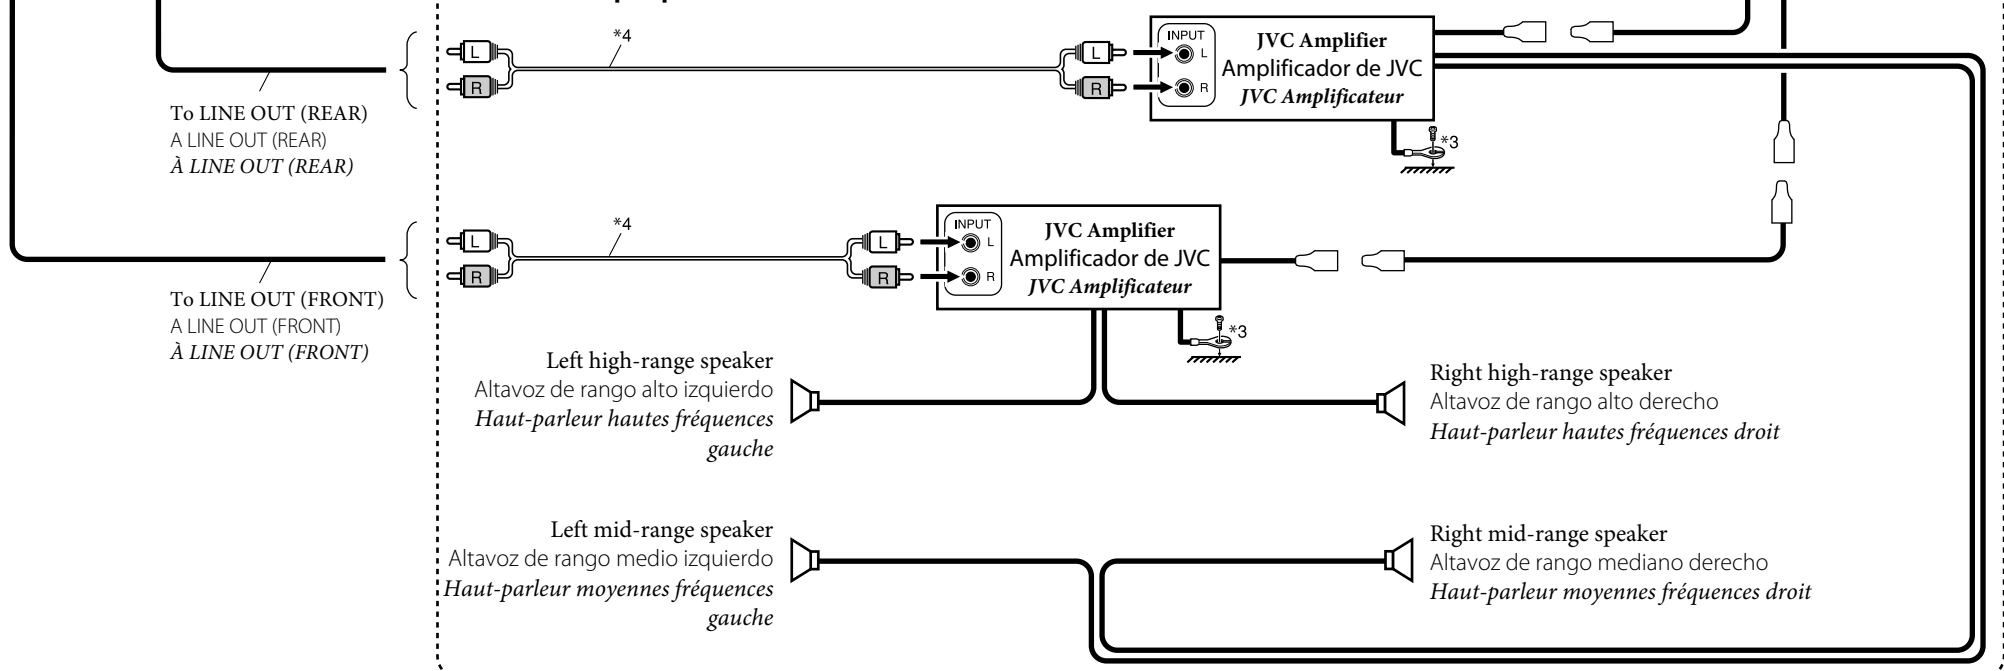 *4
L
R
L
R
INPUT
L
R
JVC Amplifier
Amplificador de JVC
JVC Amplificateur
*3
To LINE OUT (REAR)
A LINE OUT (REAR)
À LINE OUT (REAR)
*4
L
R
L
R
INPUT
L
R
JVC Amplifier
Amplificador de JVC
JVC Amplificateur
*3
To LINE OUT (FRONT)
A LINE OUT (FRONT)
À LINE OUT (FRONT)
Left high-range speaker
Altavoz de rango alto izquierdo
Haut-parleur hautes fréquences
gauche
Right high-range speaker
Altavoz de rango alto derecho
Haut-parleur hautes fréquences droit
Left mid-range speaker
Altavoz de rango medio izquierdo
Haut-parleur moyennes fréquences
gauche
Right mid-range speaker
Altavoz de rango mediano derecho
Haut-parleur moyennes fréquences droit